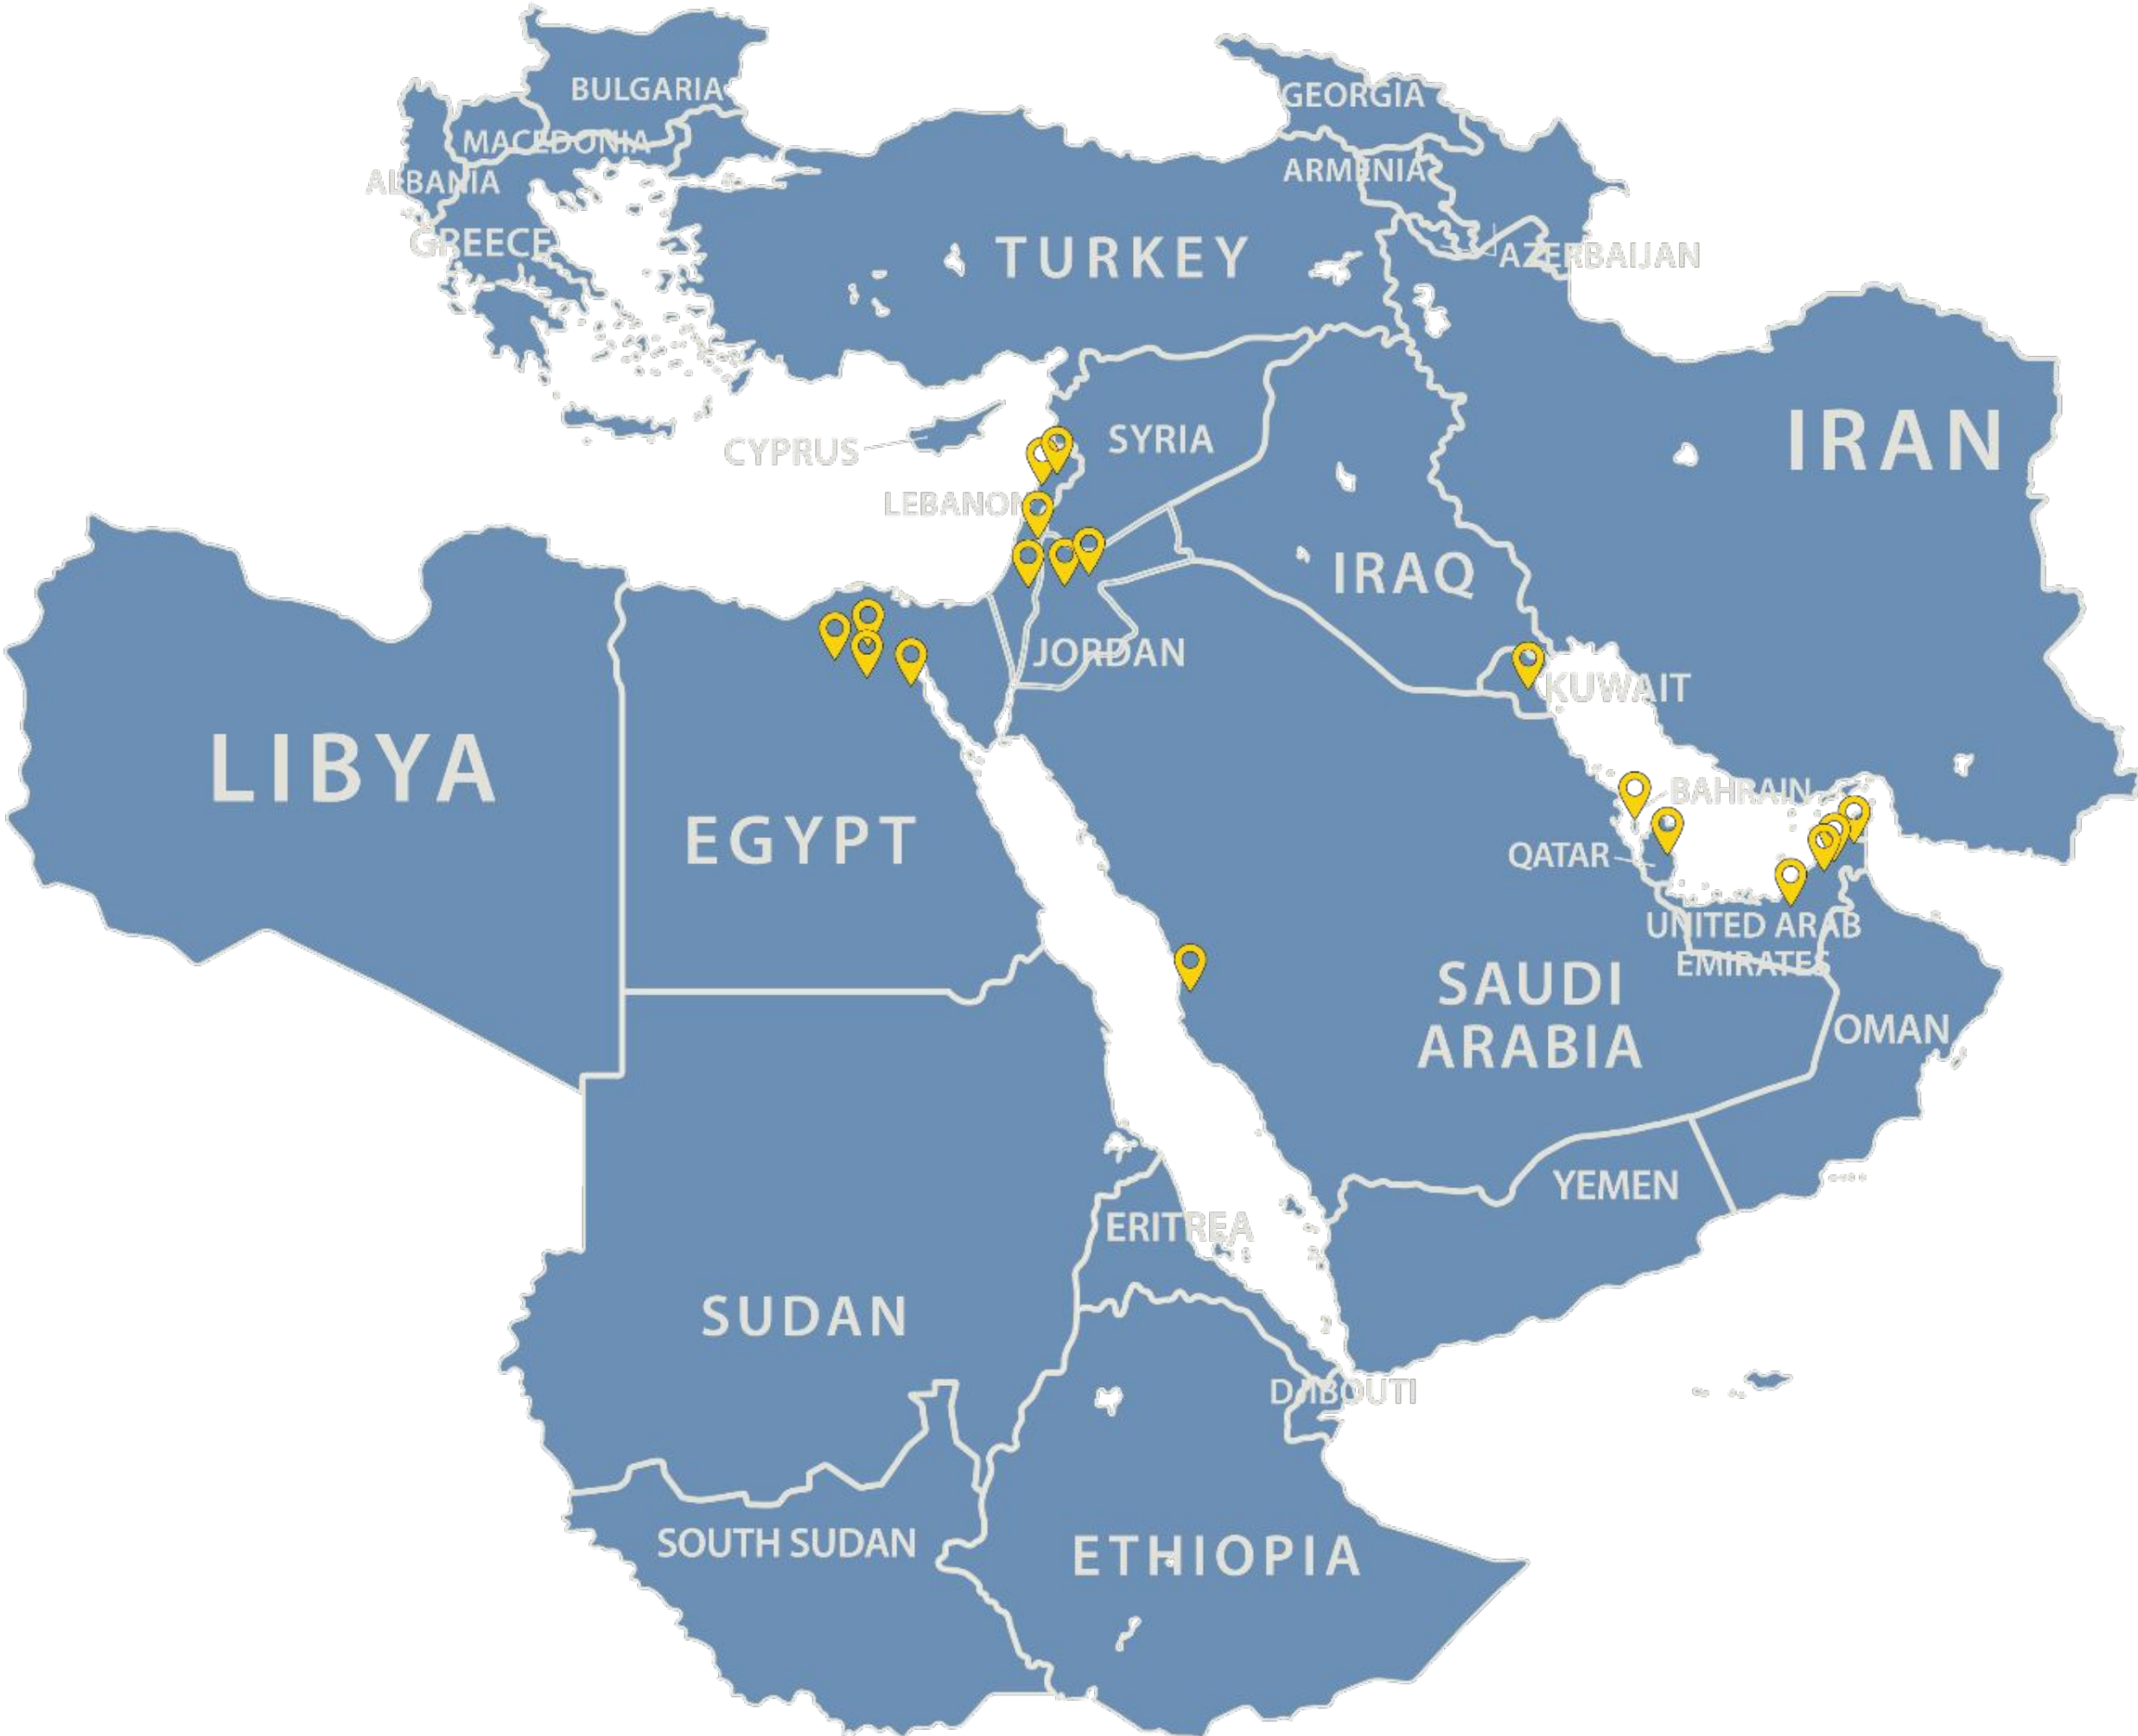 BULGARIA
GEORGIA
MACEDONIA
ARMENIA
ALBANIA
GREECE
TURKEY
AZERBAIJAN
IRAN
SYRIA
CYPRUS
LEBANON
IRAQ
JORDAN
KUWAIT
LIBYA
BAHRAIN
EGYPT
QATAR
UNITED ARAB
EMIRATES
SAUDI
ARABIA
OMAN
YEMEN
ERITREA
SUDAN
DJIBOUTI
SOUTH SUDAN
ETHIOPIA